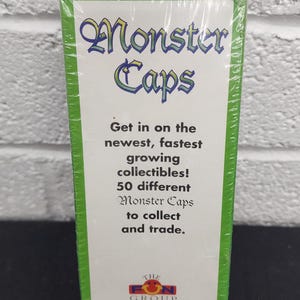 Monster
Caps
Get in on the
newest, fastest
growing
collectibles!
50 different
Monster Caps
to collect
and trade.
THE
FUN
GROUP